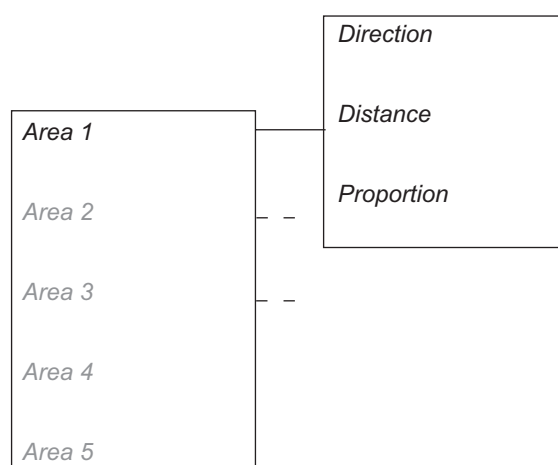 Direction
Distance
Proportion
Area 1
Area 2
Area 3
Area 4
Area 5